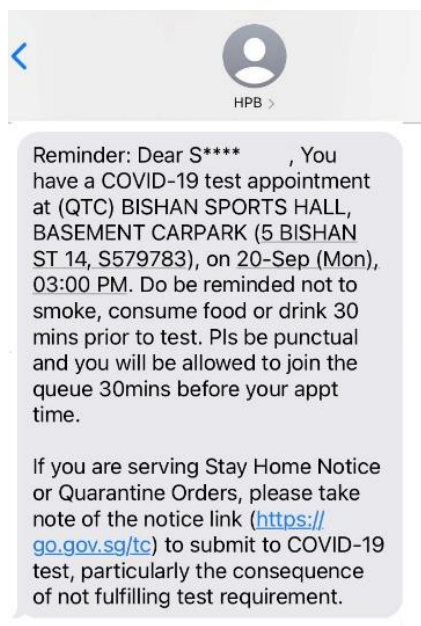 HPB >
Reminder: Dear S**** , You
have a COVID-19 test appointment
at (QTC) BISHAN SPORTS HALL,
BASEMENT CARPARK (5 BISHAN
ST 14, S579783), on 20-Sep (Mon),
03:00 PM. Do be reminded not to
smoke, consume food or drink 30
mins prior to test. Pls be punctual
and you will be allowed to join the
queue 30mins before your appt
time.
If you are serving Stay Home Notice
or Quarantine Orders, please take
note of the notice link (https://
go.gov.sg/tc) to submit to COVID-19
test, particularly the consequence
of not fulfilling test requirement.